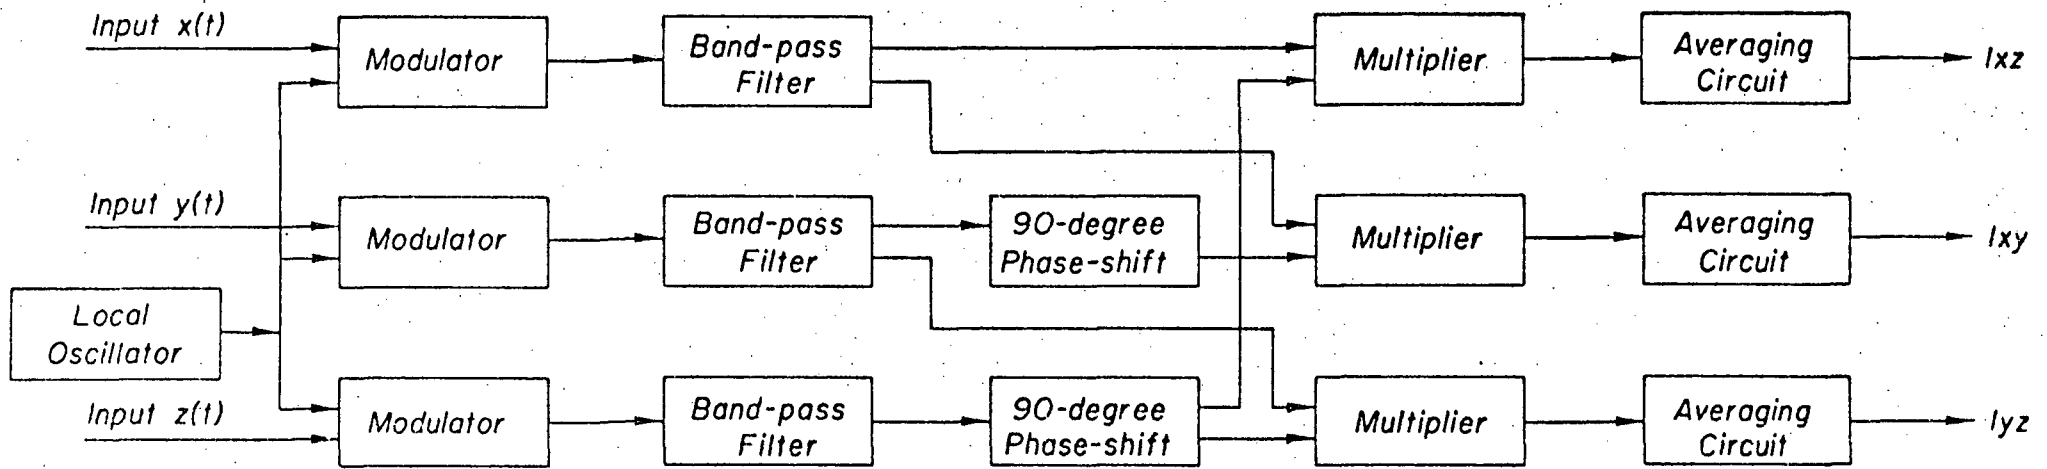 Input x(t)
Modulator
Band-pass
Filter
Multiplier
Averaging
Circuit
Ixz
Input y(t)
Modulator
Band-pass
Filter
90-degree
Phase-shift
Multiplier
Averaging
Circuit
Ixy
Local
Oscillator
Input z(t)
Modulator
Band-pass
Filter
90-degree
Phase-shift
Multiplier
Averaging
Circuit
Iyz